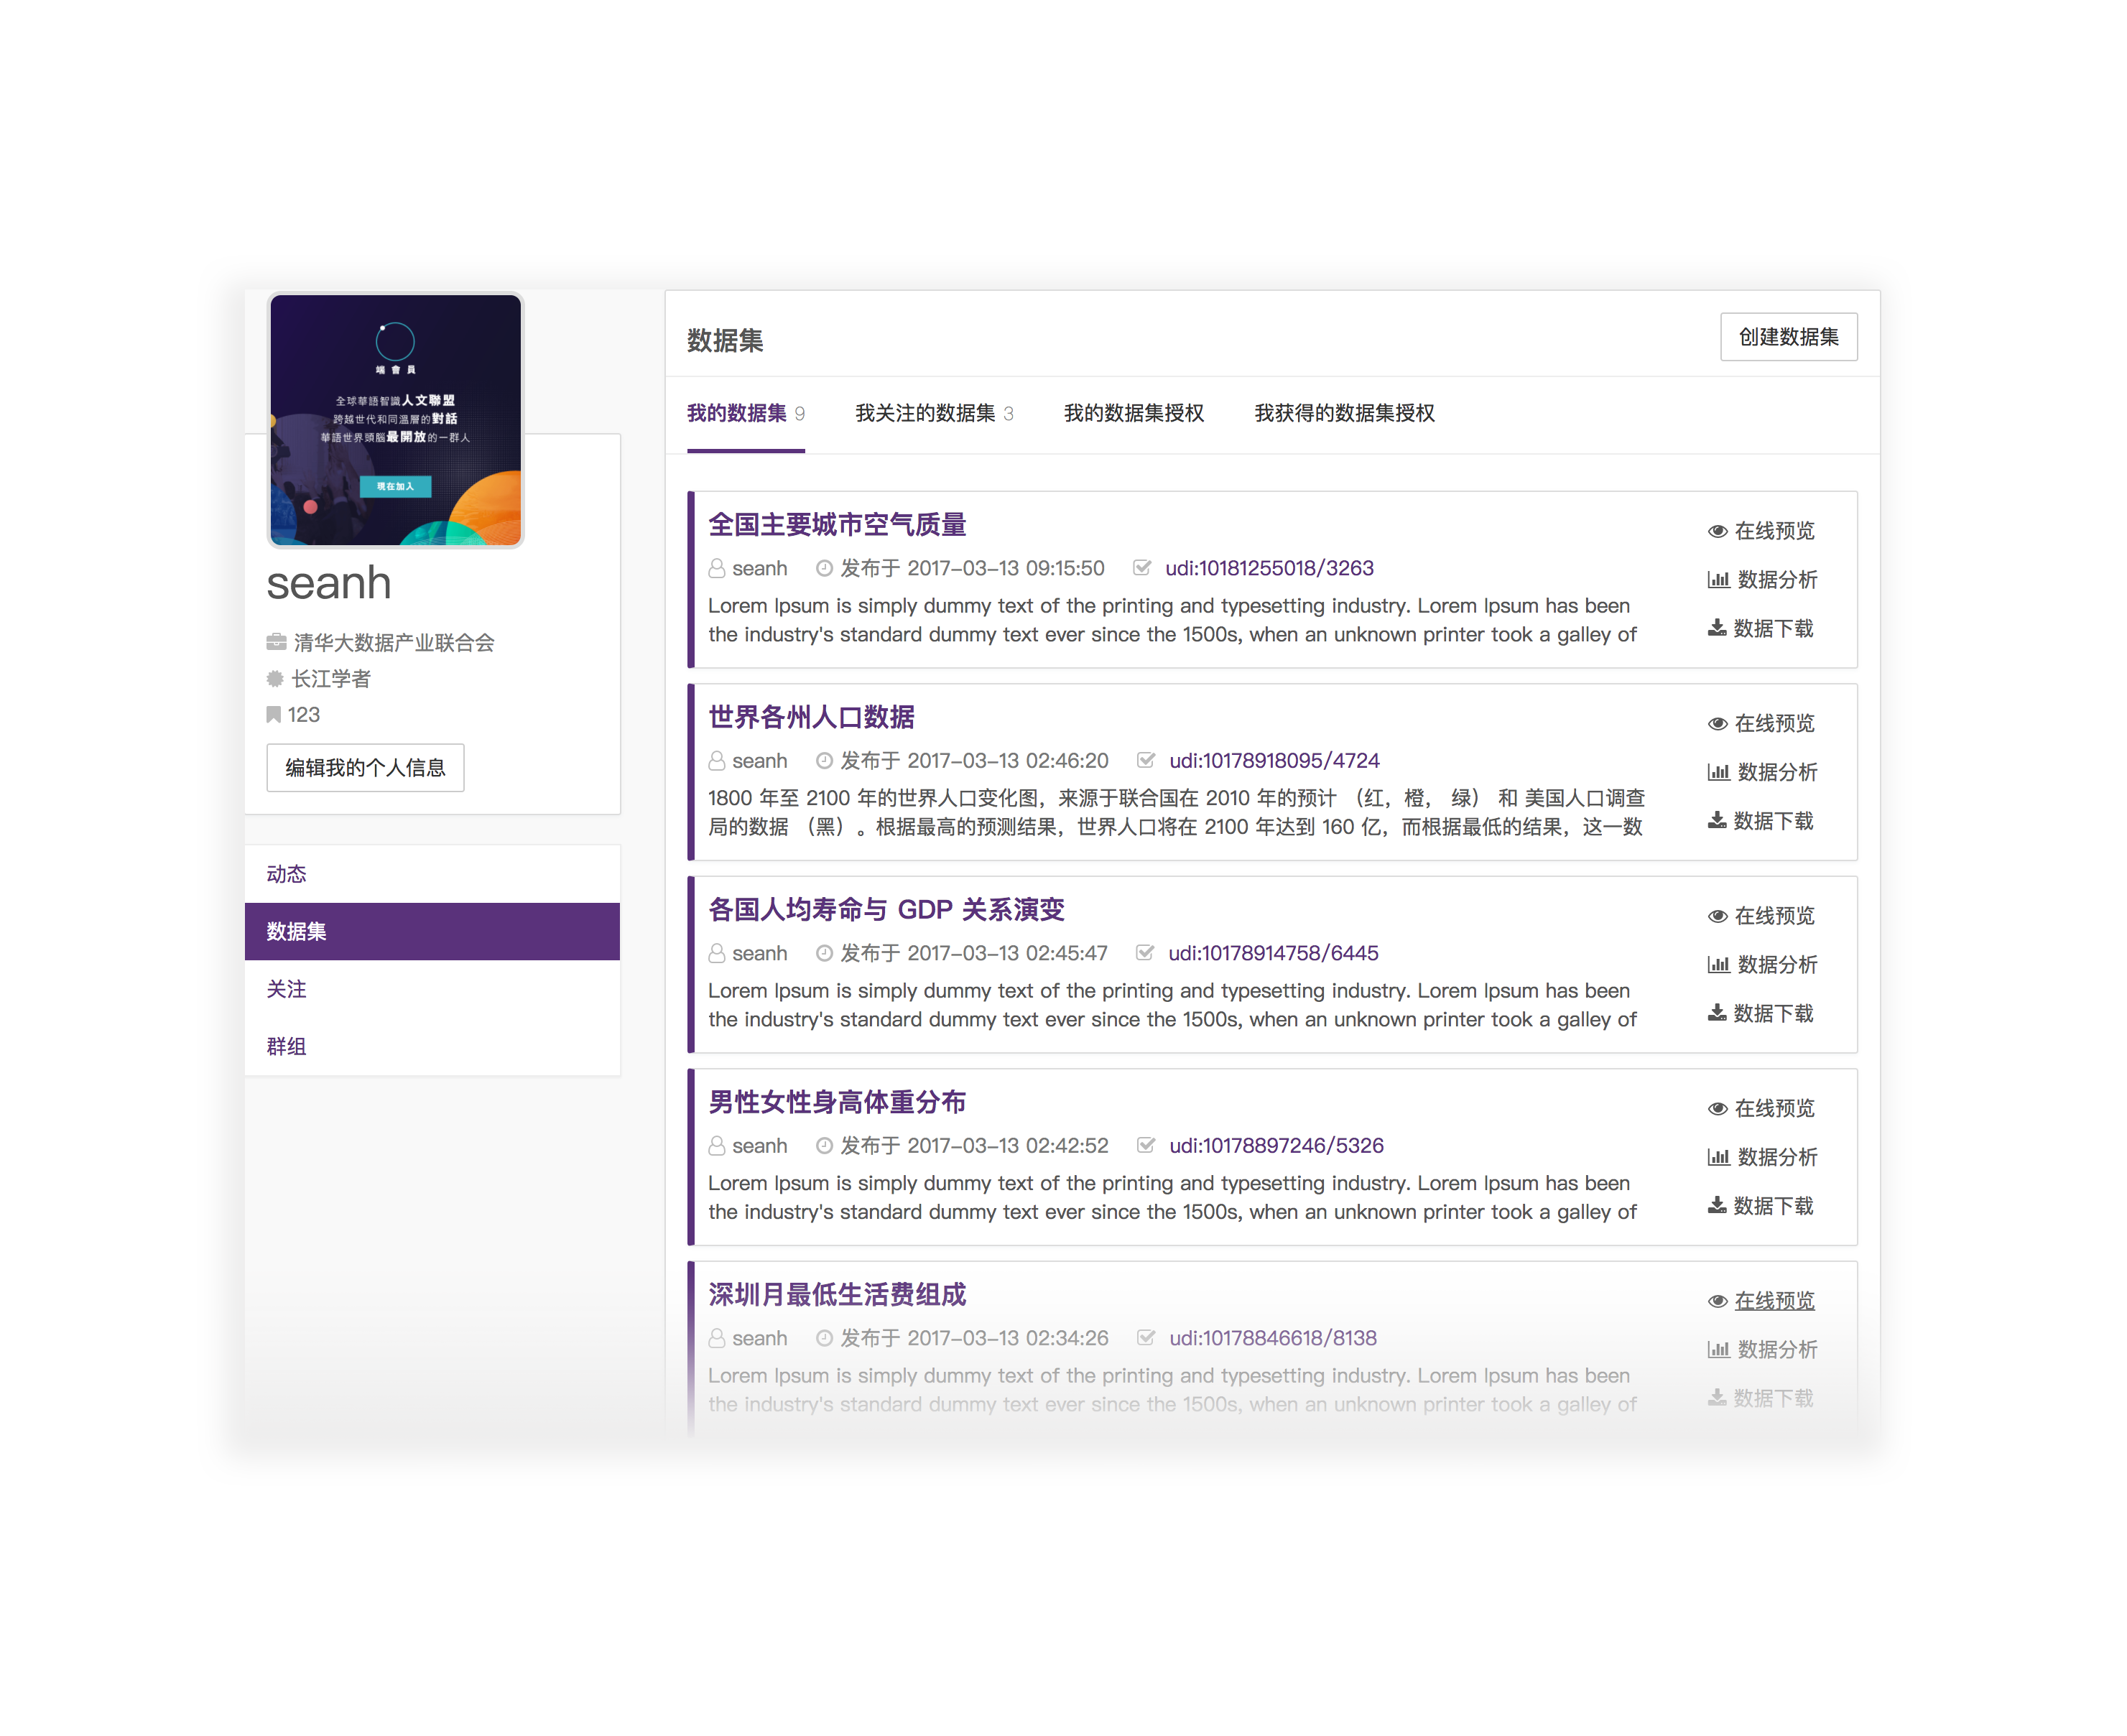 端會員
全球華語智識人文聯盟
跨越世代和同溫層的對話
華語世界頭腦最開放的一群人
現在加入
seanh
清华大数据产业联合会
长江学者
123
编辑我的个人信息
动态
数据集
关注
群组
数据集
创建数据集
我的数据集 9 我关注的数据集 3 我的数据集授权 我获得的数据集授权
全国主要城市空气质量
seanh 发布于 2017-03-13 09:15:50 udi:10181255018/3263
Lorem Ipsum is simply dummy text of the printing and typesetting industry. Lorem Ipsum has been
the industry's standard dummy text ever since the 1500s, when an unknown printer took a galley of
在线预览
数据分析
数据下载
世界各州人口数据
seanh 发布于 2017-03-13 02:46:20 udi:10178918095/4724
1800 年至 2100 年的世界人口变化图，来源于联合国在 2010 年的预计 （红，橙， 绿） 和 美国人口调查
局的数据 （黑）。根据最高的预测结果，世界人口将在 2100 年达到 160 亿，而根据最低的结果，这一数
在线预览
数据分析
数据下载
各国人均寿命与 GDP 关系演变
seanh 发布于 2017-03-13 02:45:47 udi:10178914758/6445
Lorem Ipsum is simply dummy text of the printing and typesetting industry. Lorem Ipsum has been
the industry's standard dummy text ever since the 1500s, when an unknown printer took a galley of
在线预览
数据分析
数据下载
男性女性身高体重分布
seanh 发布于 2017-03-13 02:42:52 udi:10178897246/5326
Lorem Ipsum is simply dummy text of the printing and typesetting industry. Lorem Ipsum has been
the industry's standard dummy text ever since the 1500s, when an unknown printer took a galley of
在线预览
数据分析
数据下载
深圳月最低生活费组成
seanh 发布于 2017-03-13 02:34:26 udi:10178846618/8138
Lorem Ipsum is simply dummy text of the printing and typesetting industry. Lorem Ipsum has been
the industry's standard dummy text ever since the 1500s, when an unknown printer took a galley of
在线预览
数据分析
数据下载